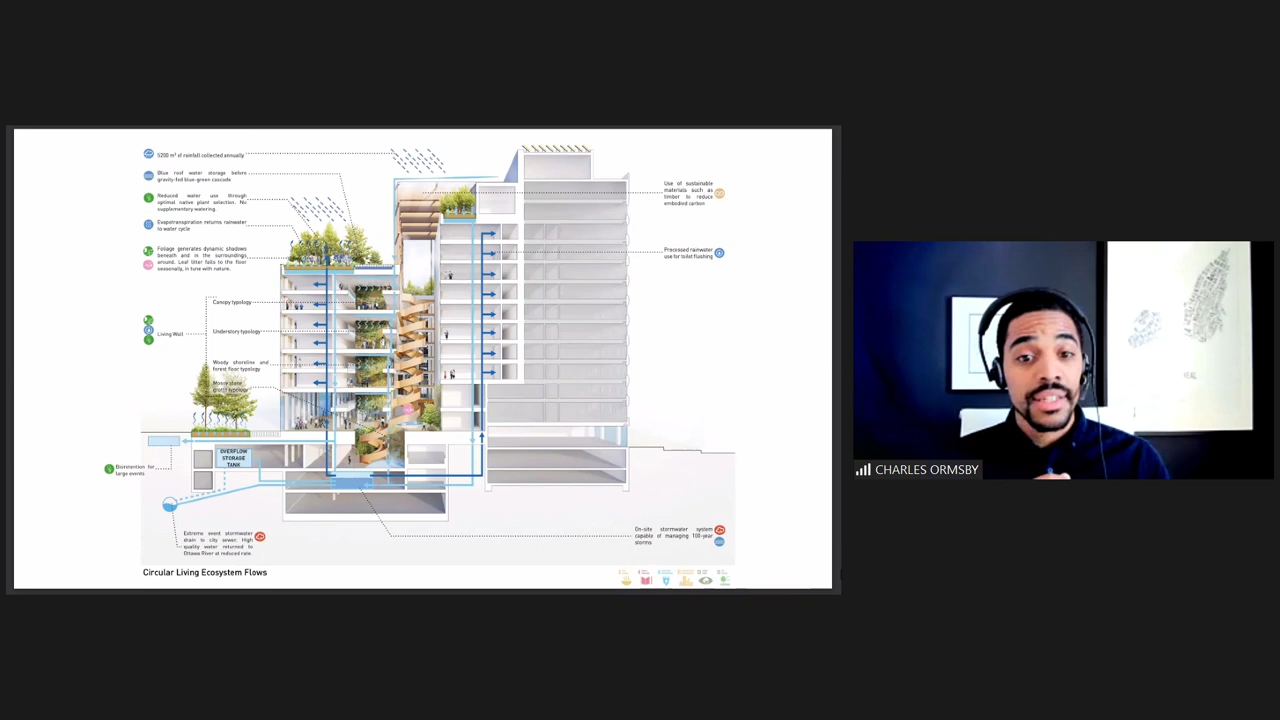 5200 m³ of rainfall collected annually
Blue roof water storage before
gravity-fed blue-green cascade
Reduced water use through
optimal native plant selection. No
supplementary watering.
Evapotranspiration returns rainwater
to water cycle
Foliage generates dynamic shadows
beneath and in the surroundings
around. Leaf litter falls to the floor
seasonally, in tune with nature.
Canopy typology
Living Wall
Understory typology
Woody shoreline and
forest floor typology
Mossy stone
grotto typology
OVERFLOW
STORAGE
TANK
Bioretention for
large events
Extreme event stormwater
drain to city sewer. High
quality water returned to
Ottawa River at reduced rate.
Use of sustainable
materials such as
timber to reduce
embodied carbon
Processed rainwater
use for toilet flushing
On-site stormwater system
capable of managing 100-year
storms
Circular Living Ecosystem Flows
CHARLES ORMSBY